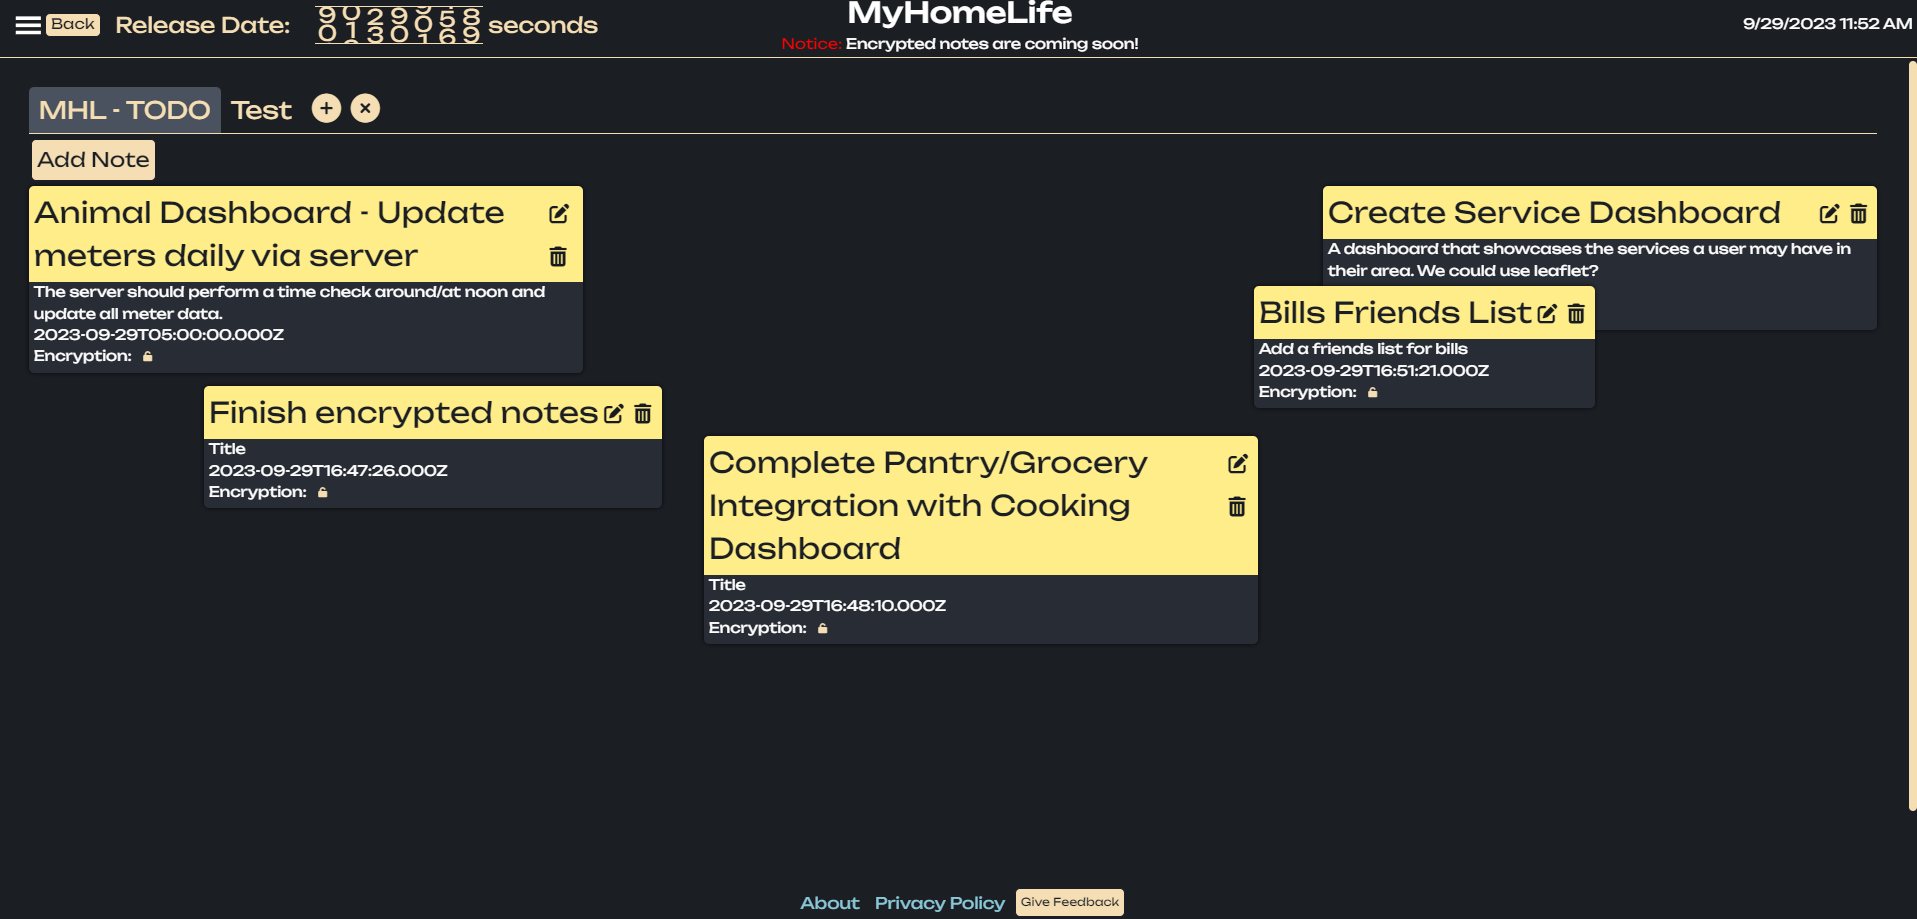 Back
Release Date:
seconds
MyHomeLife
Notice: Encrypted notes are coming soon!
9/29/2023 11:52 AM
MHL - TODO
Test
Add Note
Animal Dashboard - Update
meters daily via server
The server should perform a time check around/at noon and
update all meter data.
2023-09-29T05:00:00.000Z
Encryption:
Create Service Dashboard
A dashboard that showcases the services a user may have in
their area. We could use leaflet?
Bills Friends List
Add a friends list for bills
2023-09-29T16:51:21.000Z
Encryption:
Finish encrypted notes
Title
2023-09-29T16:47:26.000Z
Encryption:
Complete Pantry/Grocery
Integration with Cooking
Dashboard
Title
2023-09-29T16:48:10.000Z
Encryption:
About
Privacy Policy
Give Feedback